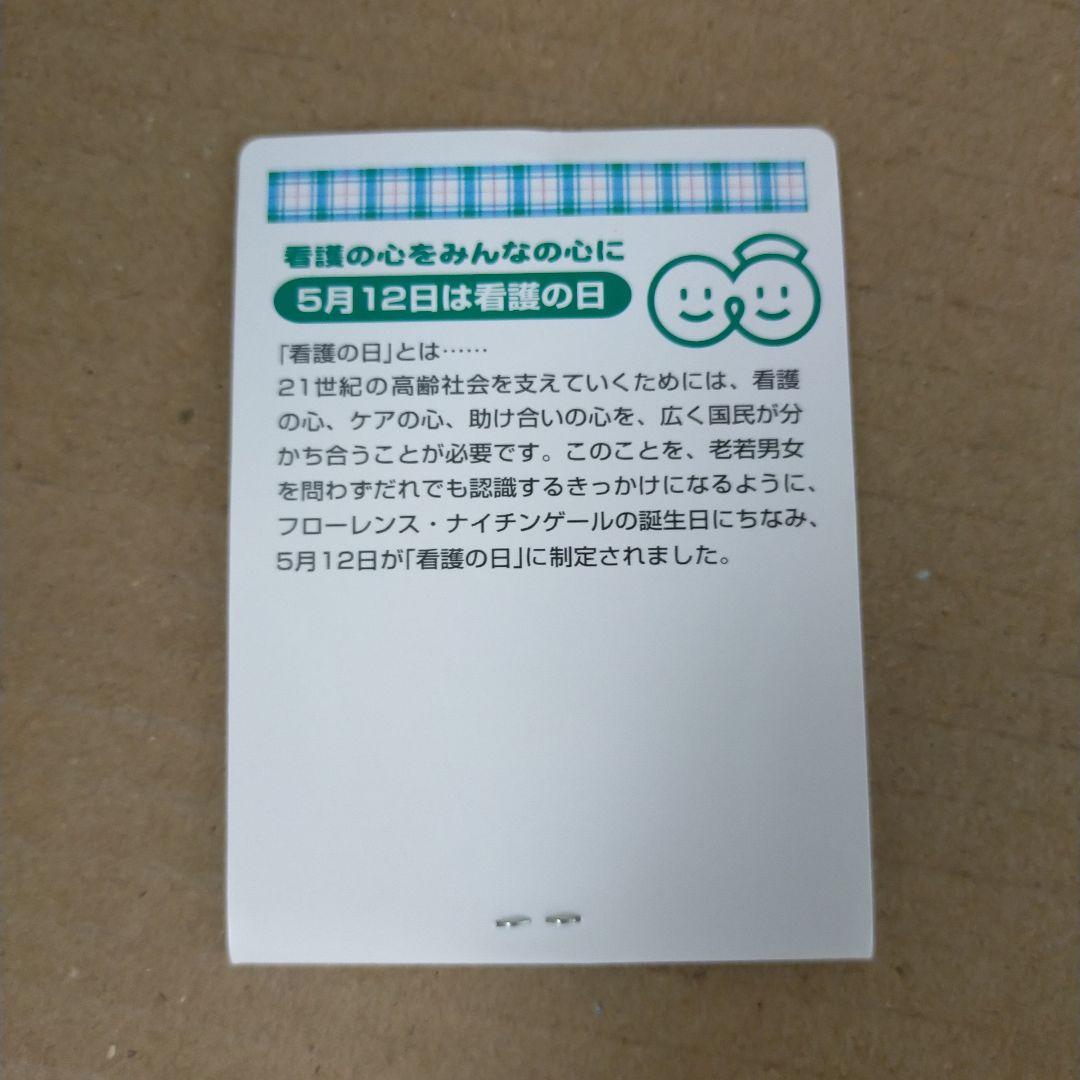 看護の心をみんなの心に
5月12日は看護の日
「看護の日」とは……
21世紀の高齢社会を支えていくためには、看護
の心、ケアの心、助け合いの心を、広く国民が分
かち合うことが必要です。このことを、老若男女
を問わずだれでも認識するきっかけになるように、
フローレンス・ナイチンゲールの誕生日にちなみ、
5月12日が「看護の日」に制定されました。